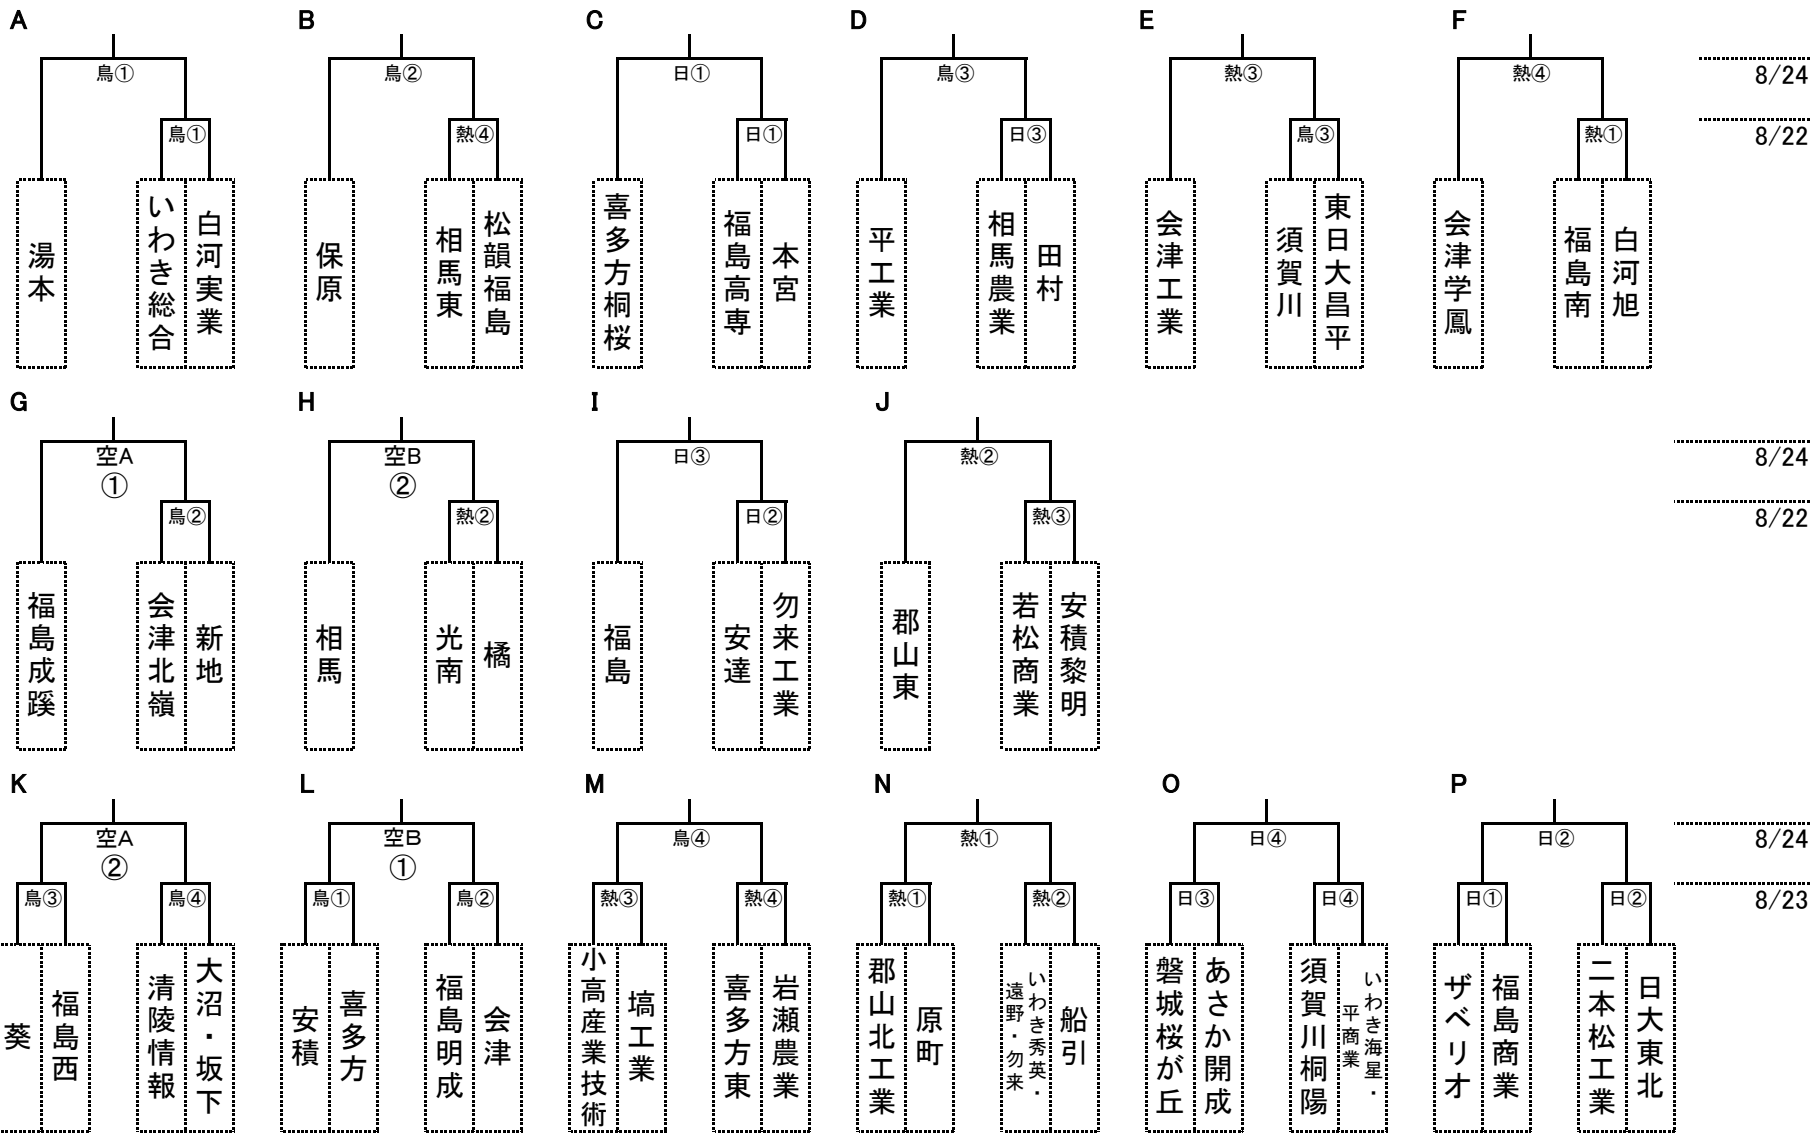 A
B
C
D
E
F
鳥①
鳥②
日①
鳥③
熱③
熱④
8/24
鳥①
熱④
日①
日③
鳥③
熱①
8/22
湯本
いわき総合
白河実業
保原
相馬東
松韻福島
喜多方桐桜
福島高専
本宮
平工業
相馬農業
田村
会津工業
須賀川
東日大昌平
会津学鳳
福島南
白河旭
G
H
I
J
空A
①
空B
②
日③
熱②
8/24
鳥②
熱②
日②
熱③
8/22
福島成蹊
会津北嶺
新地
相馬
光南
橘
福島
安達
勿来工業
郡山東
若松商業
安積黎明
K
L
M
N
O
P
空A
②
空B
①
鳥④
熱①
日④
日②
8/24
鳥③
鳥④
鳥①
鳥②
熱③
熱④
熱①
熱②
日③
日④
日①
日②
8/23
葵
福島西
清陵情報
大沼・坂下
安積
喜多方
福島明成
会津
小高産業技術
塙工業
喜多方東
岩瀬農業
郡山北工業
原町
いわき秀英・
遠野・勿来
船引
磐城桜が丘
あさか開成
須賀川桐陽
いわき海星・
平商業
ザベリオ
福島商業
二本松工業
日大東北